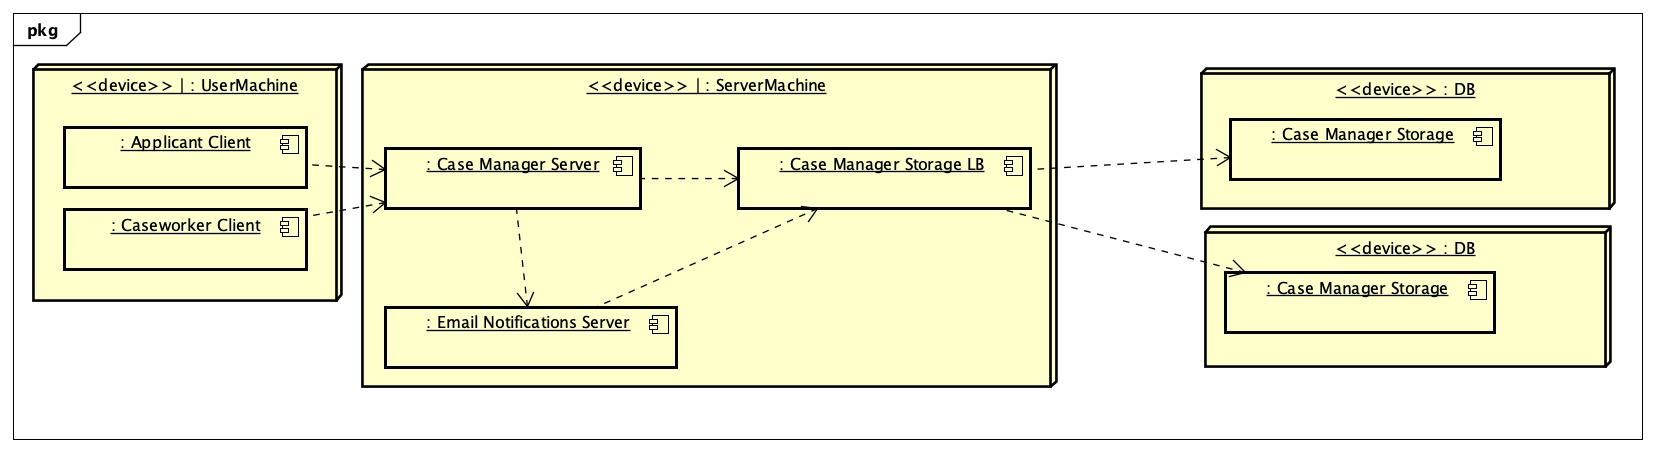 pkg
<<device>> | : UserMachine
: Applicant Client
: Caseworker Client
<<device>> | : ServerMachine
: Case Manager Server
: Case Manager Storage LB
: Email Notifications Server
<<device>> : DB
: Case Manager Storage
<<device>> : DB
: Case Manager Storage